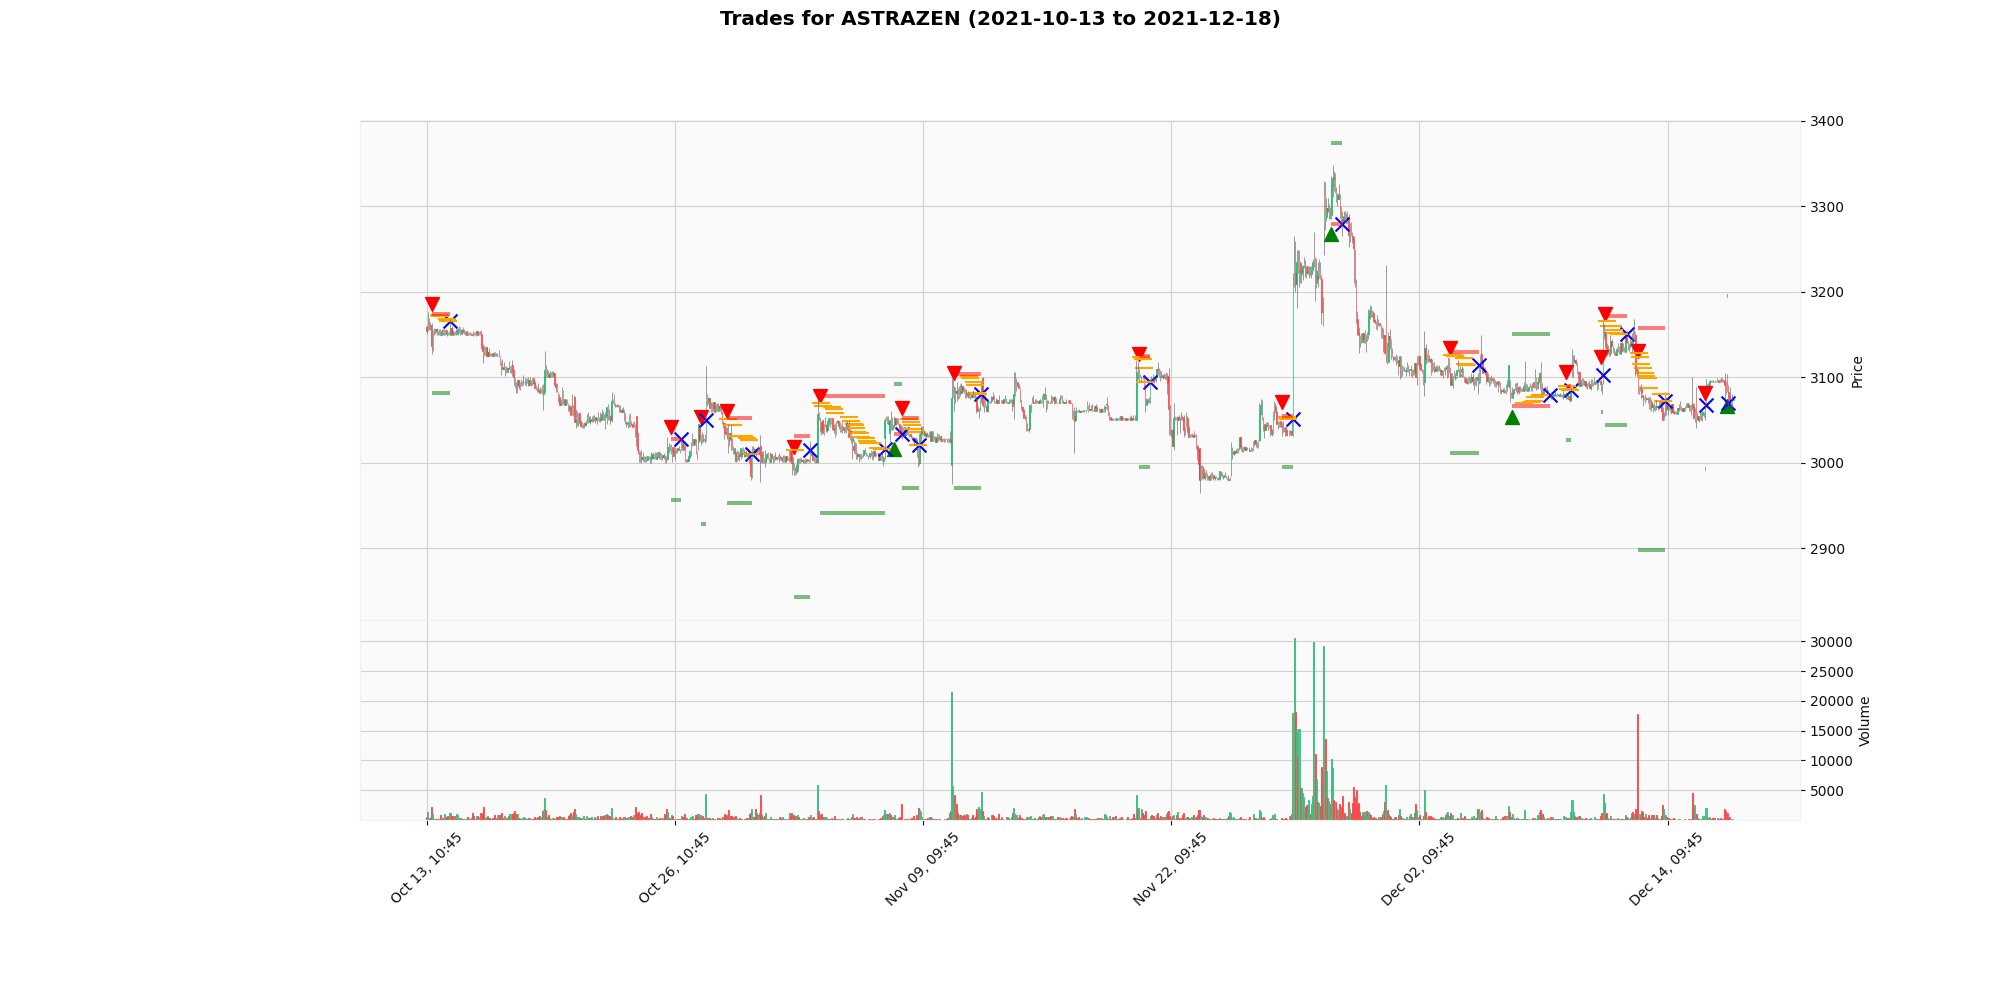 Trades for ASTRAZEN (2021-10-13 to 2021-12-18)
3400
3300
3200
3100
3000
2900
Price
30000
25000
20000
15000
10000
5000
Volume
Oct 13, 10:45
Oct 26, 10:45
Nov 09, 09:45
Nov 22, 09:45
Dec 02, 09:45
Dec 14, 09:45